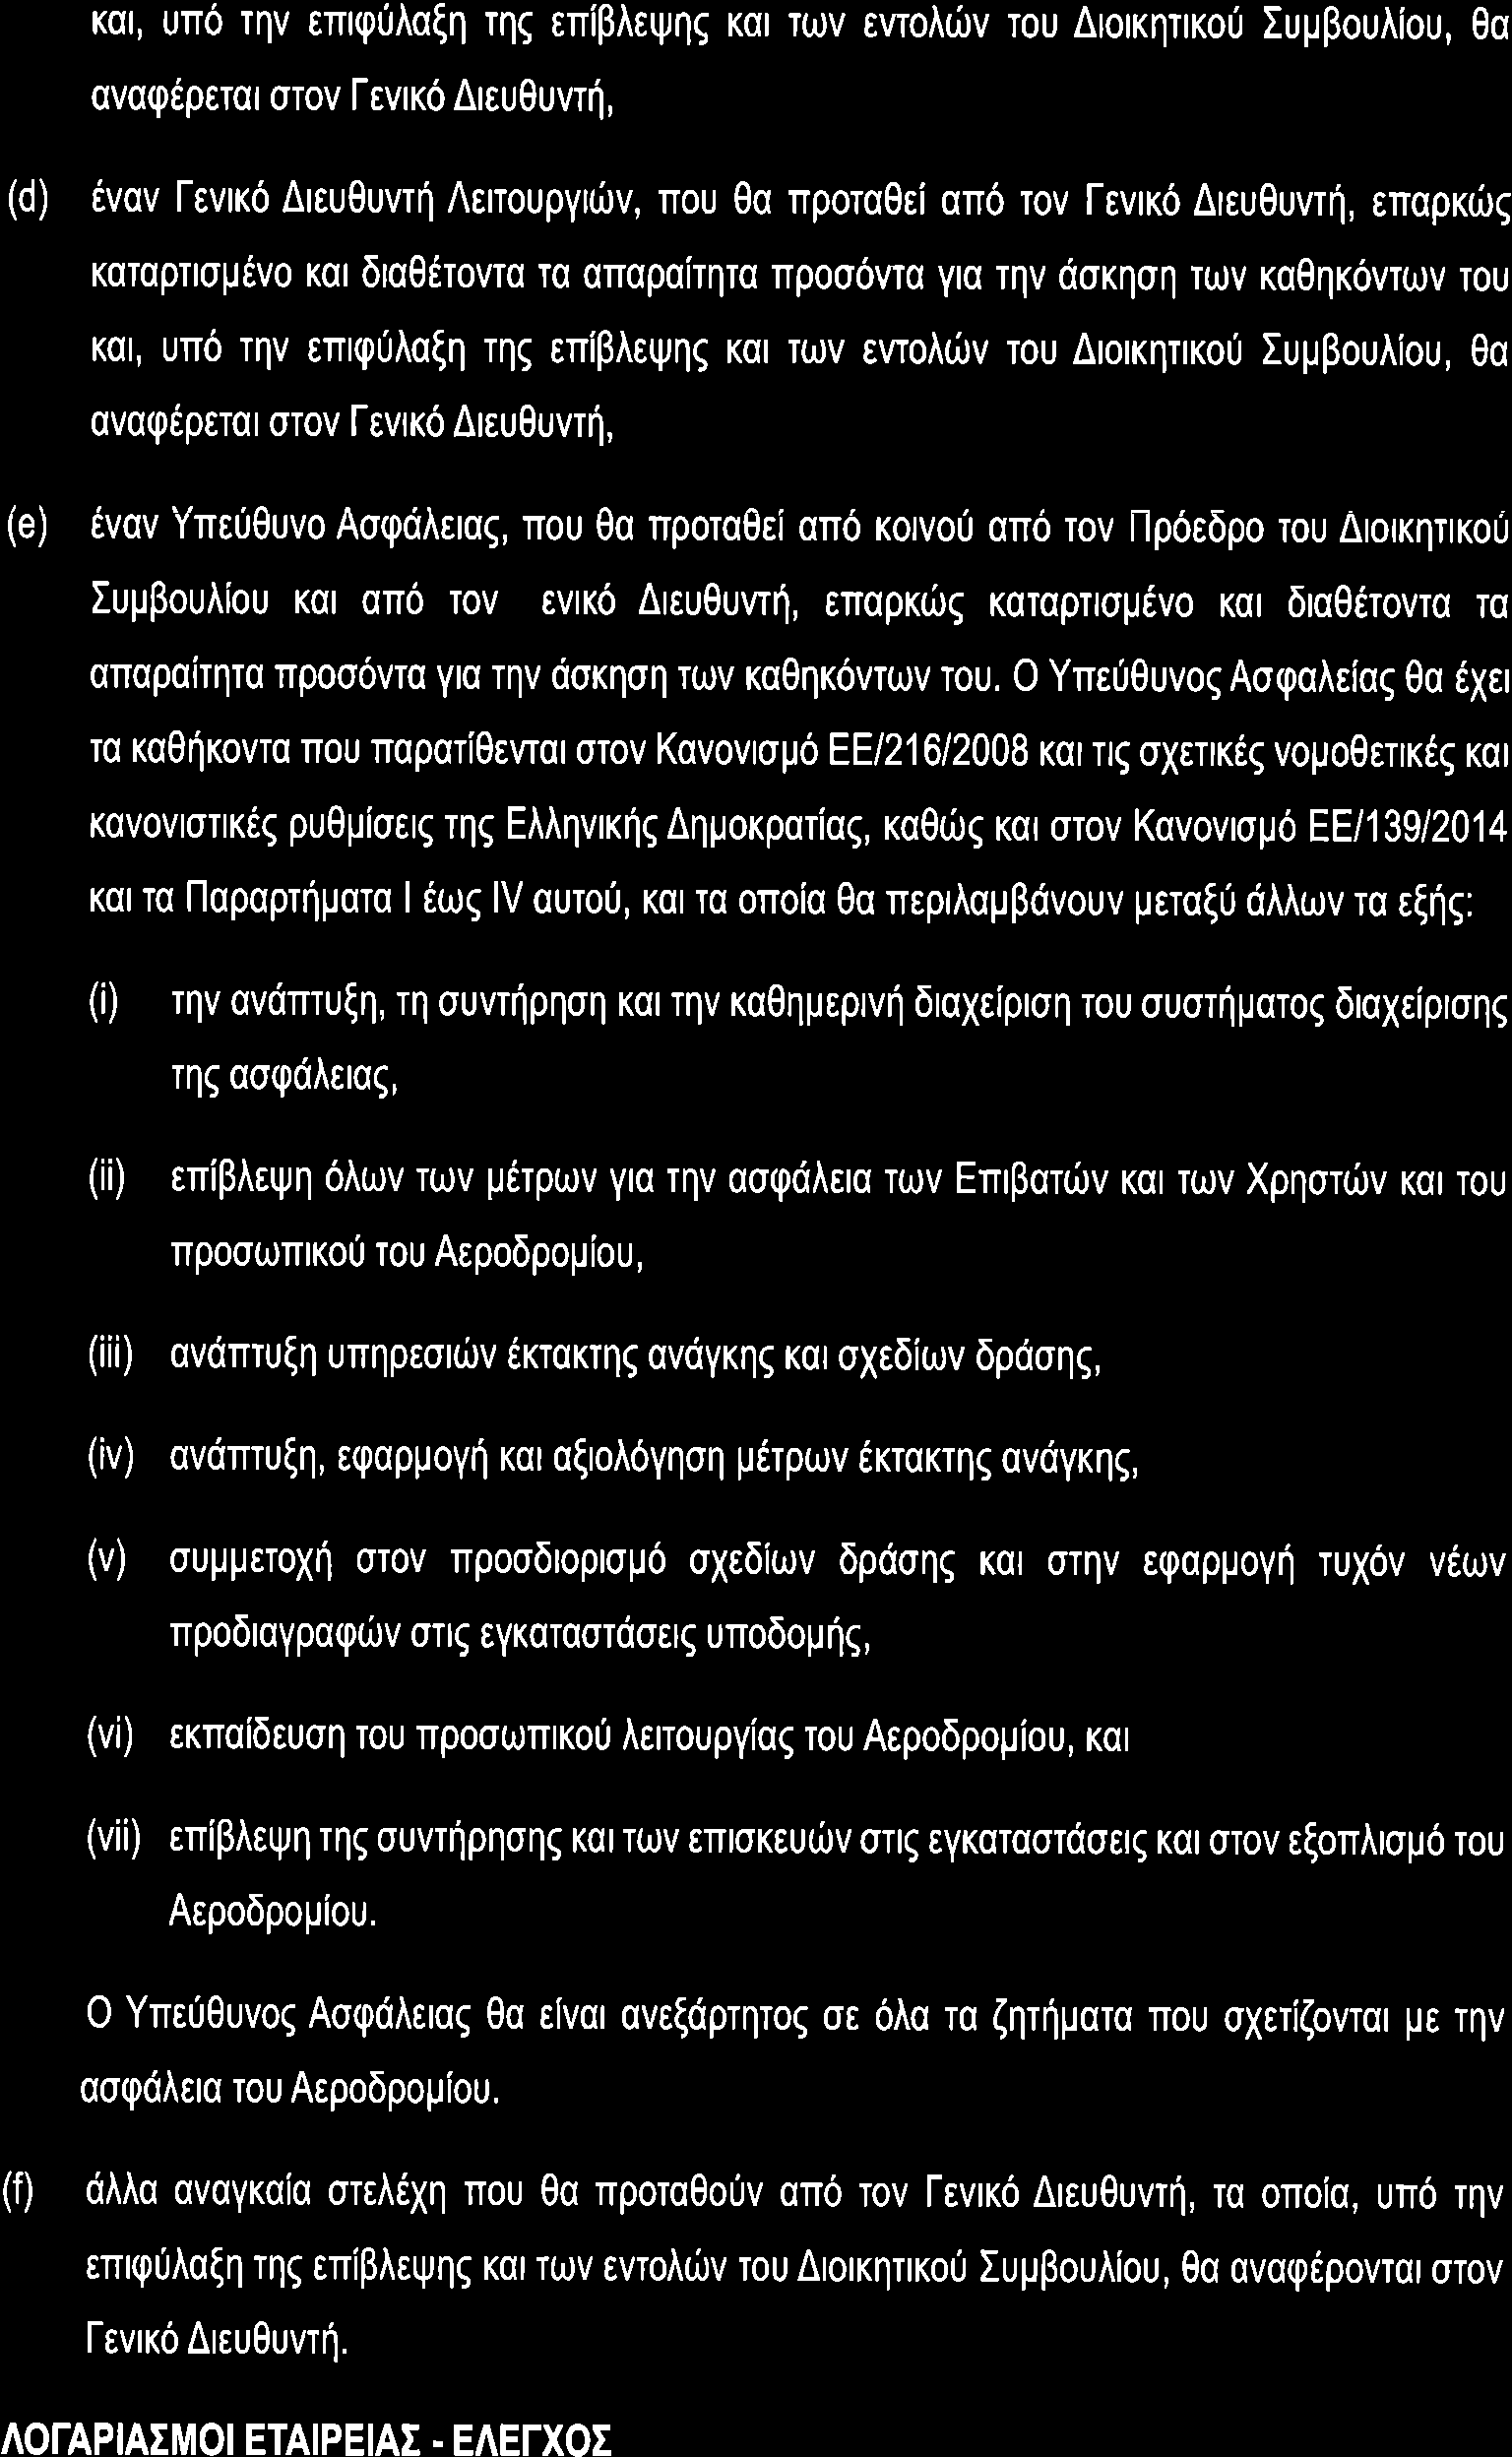 και, υπό την επιφύλαξη της επίβλεψης και των εντολών του Διοικητικού Συμβουλίου, θα
αναφέρεται στον Γενικό Διευθυντή,
(d) έναν Γενικό Διευθυντή Λειτουργιών, που θα προταθεί από τον Γενικό Διευθυντή, επαρκώς
καταρτισμένο και διαθέτοντα τα απαραίτητα προσόντα για την άσκηση των καθηκόντων του
και, υπό την επιφύλαξη της επίβλεψης και των εντολών του Διοικητικού Συμβουλίου, θα
αναφέρεται στον Γενικό Διευθυντή,
(e) έναν Υπεύθυνο Ασφάλειας, που θα προταθεί από κοινού από τον Πρόεδρο του Διοικητικού
Συμβουλίου και από τον ενικό Διευθυντή, επαρκώς καταρτισμένο και διαθέτοντα τα
απαραίτητα προσόντα για την άσκηση των καθηκόντων του. Ο Υπεύθυνος Ασφαλείας θα έχει
τα καθήκοντα που παρατίθενται στον Κανονισμό ΕΕ/216/2008 και τις σχετικές νομοθετικές και
κανονιστικές ρυθμίσεις της Ελληνικής Δημοκρατίας, καθώς και στον Κανονισμό ΕΕ/139/2014
και τα Παραρτήματα I έως IV αυτού, και τα οποία θα περιλαμβάνουν μεταξύ άλλων τα εξής:
(i) την ανάπτυξη, τη συντήρηση και την καθημερινή διαχείριση του συστήματος διαχείρισης
της ασφάλειας,
(ii) επίβλεψη όλων των μέτρων για την ασφάλεια των Επιβατών και των Χρηστών και του
προσωπικού του Αεροδρομίου,
(iii) ανάπτυξη υπηρεσιών έκτακτης ανάγκης και σχεδίων δράσης,
(iv) ανάπτυξη, εφαρμογή και αξιολόγηση μέτρων έκτακτης ανάγκης,
(v) συμμετοχή στον προσδιορισμό σχεδίων δράσης και στην εφαρμογή τυχόν νέων
προδιαγραφών στις εγκαταστάσεις υποδομής,
(vi) εκπαίδευση του προσωπικού λειτουργίας του Αεροδρομίου, και
(vii) επίβλεψη της συντήρησης και των επισκευών στις εγκαταστάσεις και στον εξοπλισμό του
Αεροδρομίου.
Ο Υπεύθυνος Ασφάλειας θα είναι ανεξάρτητος σε όλα τα ζητήματα που σχετίζονται με την
ασφάλεια του Αεροδρομίου.
(f) άλλα αναγκαία στελέχη που θα προταθούν από τον Γενικό Διευθυντή, τα οποία, υπό την
επιφύλαξη της επίβλεψης και των εντολών του Διοικητικού Συμβουλίου, θα αναφέρονται στον
Γενικό Διευθυντή.
ΛΟΓΑΡΙΑΣΜΟΙ ΕΤΑΙΡΕΙΑΣ - ΕΛΕΓΧΟΣ